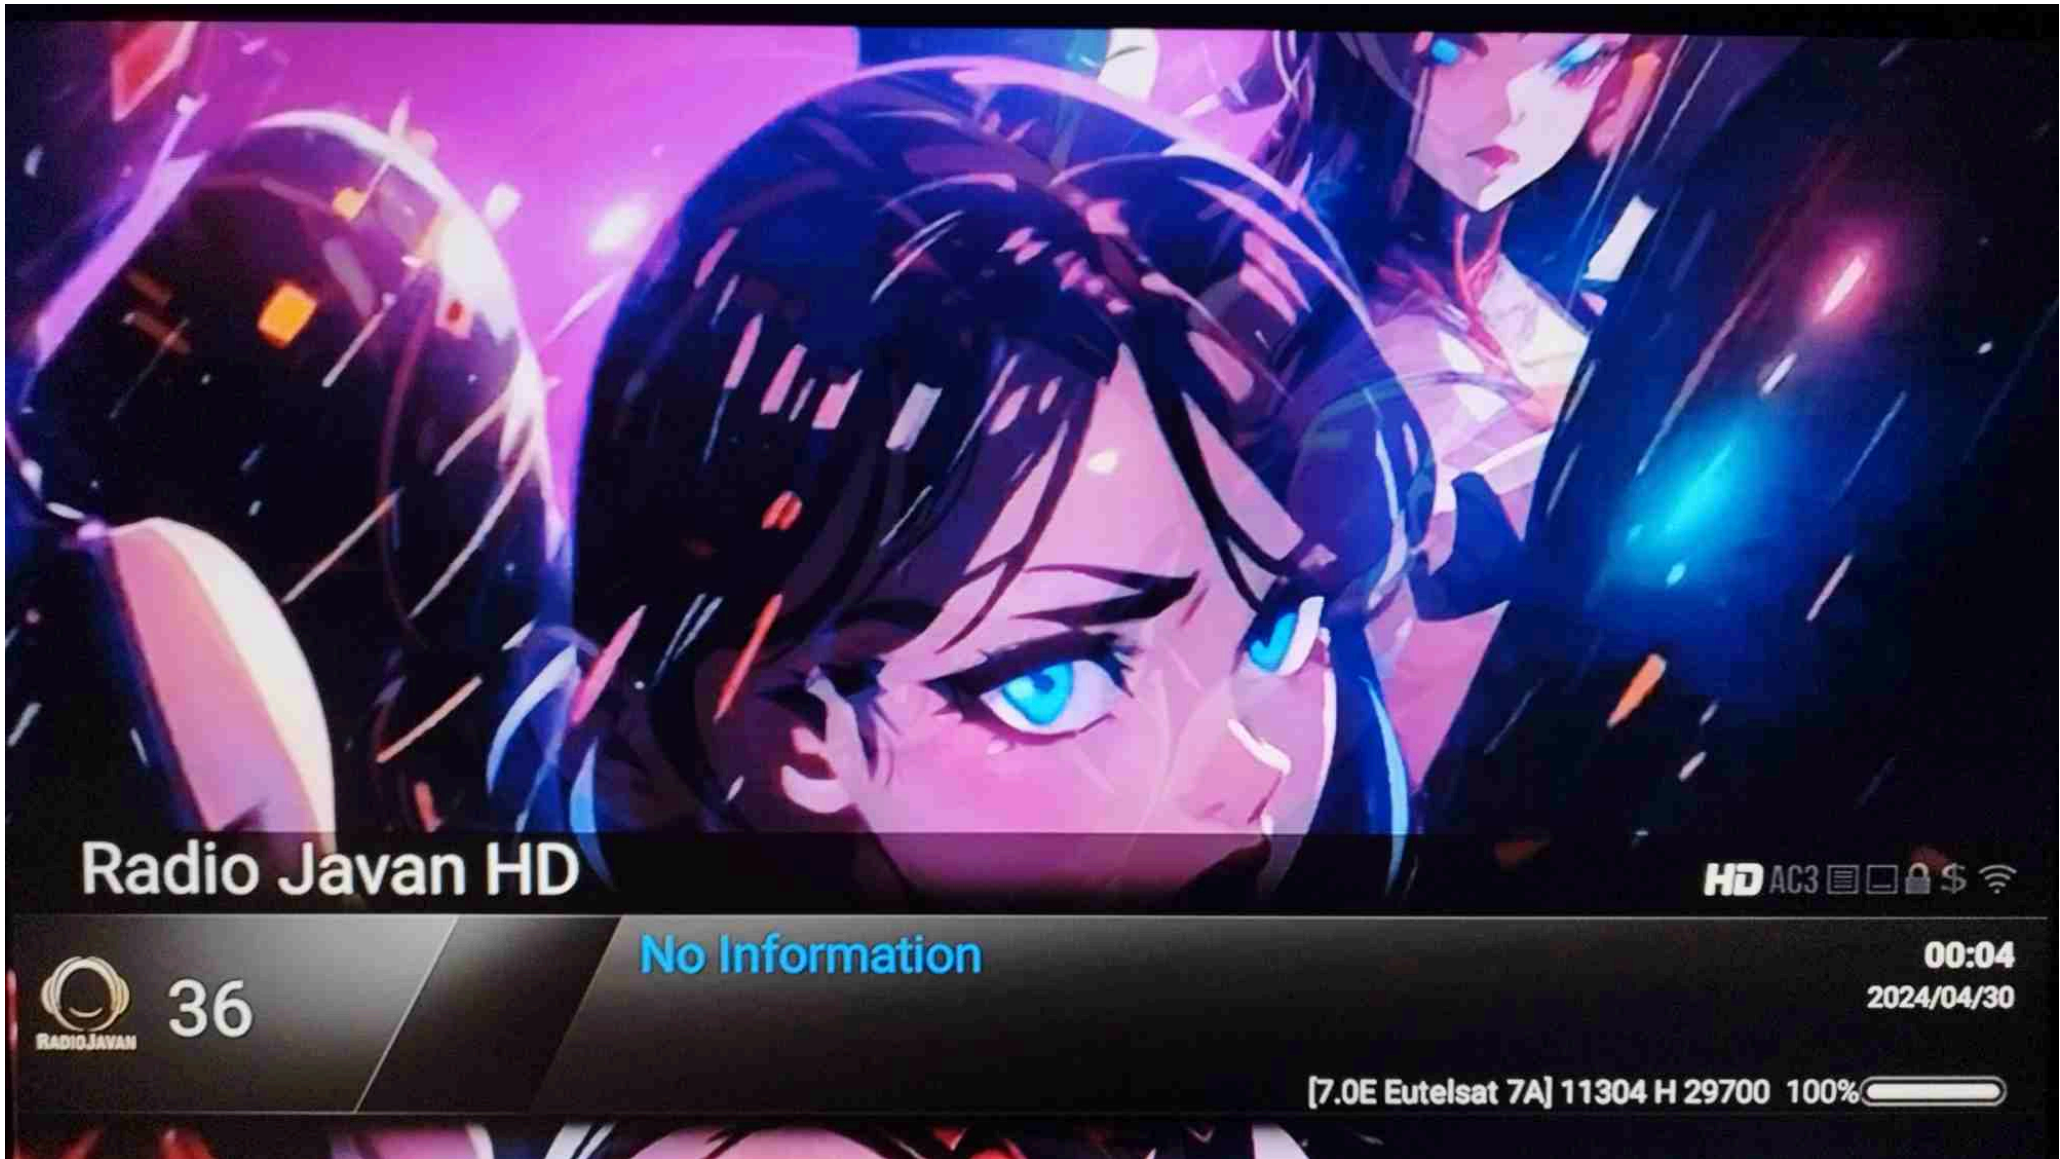 Radio Javan HD
HD AC3 $
No Information
00:04
36
2024/04/30
RADIOJAVAN
[7.0E Eutelsat 7A] 11304 H 29700 100%